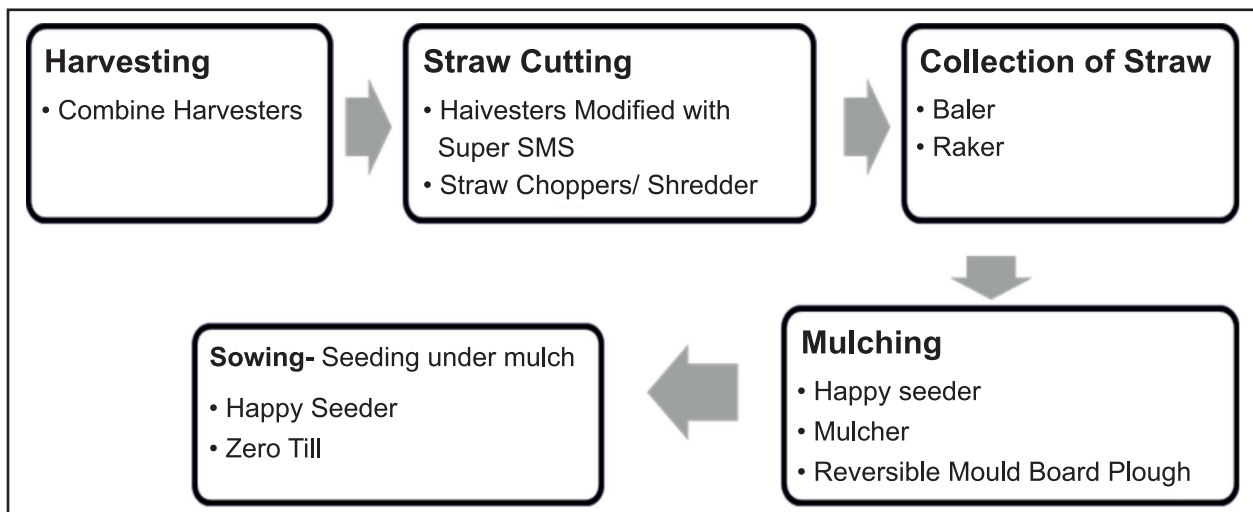 Harvesting
• Combine Harvesters
Straw Cutting
• Haivesters Modified with
Super SMS
• Straw Choppers/ Shredder
Collection of Straw
• Baler
• Raker
Mulching
• Happy seeder
• Mulcher
• Reversible Mould Board Plough
Sowing- Seeding under mulch
• Happy Seeder
• Zero Till